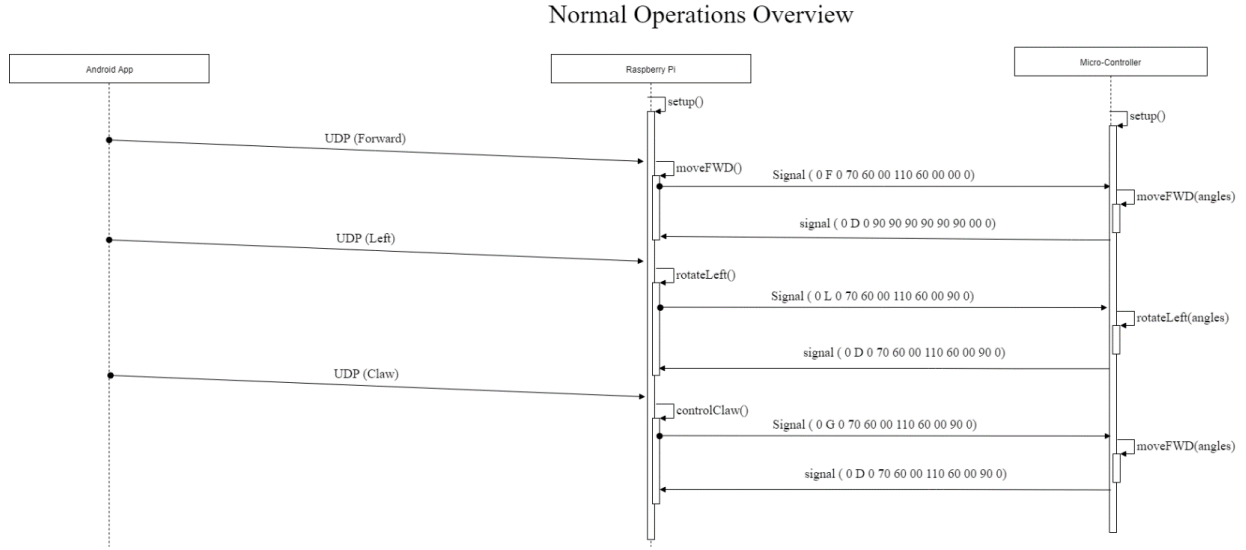 Normal Operations Overview
Android App
Raspberry Pi
Micro-Controller
setup()
setup()
UDP (Forward)
moveFWD()
Signal ( 0 F 0 70 60 00 110 60 00 00 0)
moveFWD(angles)
signal ( 0 D 0 90 90 90 90 90 90 00 0)
UDP (Left)
rotateLeft()
Signal ( 0 L 0 70 60 00 110 60 00 90 0)
rotateLeft(angles)
signal ( 0 D 0 70 60 00 110 60 00 90 0)
UDP (Claw)
controlClaw()
Signal ( 0 G 0 70 60 00 110 60 00 90 0)
moveFWD(angles)
signal ( 0 D 0 70 60 00 110 60 00 90 0)